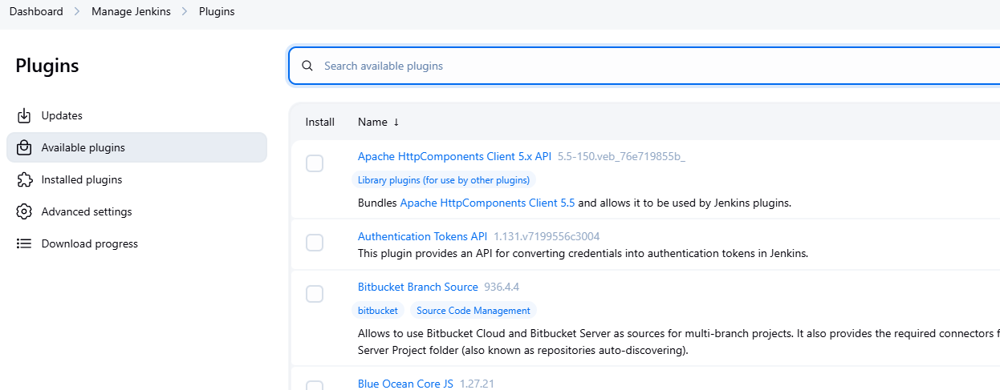 Dashboard > Manage Jenkins > Plugins
Plugins
Updates
Available plugins
Installed plugins
Advanced settings
Download progress
Search available plugins
Install Name ↓
Apache HttpComponents Client 5.x API 5.5-150.veb_76e719855b_
Library plugins (for use by other plugins)
Bundles Apache HttpComponents Client 5.5 and allows it to be used by Jenkins plugins.
Authentication Tokens API 1.131.v7199556c3004
This plugin provides an API for converting credentials into authentication tokens in Jenkins.
Bitbucket Branch Source 936.4.4
bitbucket Source Code Management
Allows to use Bitbucket Cloud and Bitbucket Server as sources for multi-branch projects. It also provides the required connectors
Server Project folder (also known as repositories auto-discovering).
Blue Ocean Core JS 1.27.21